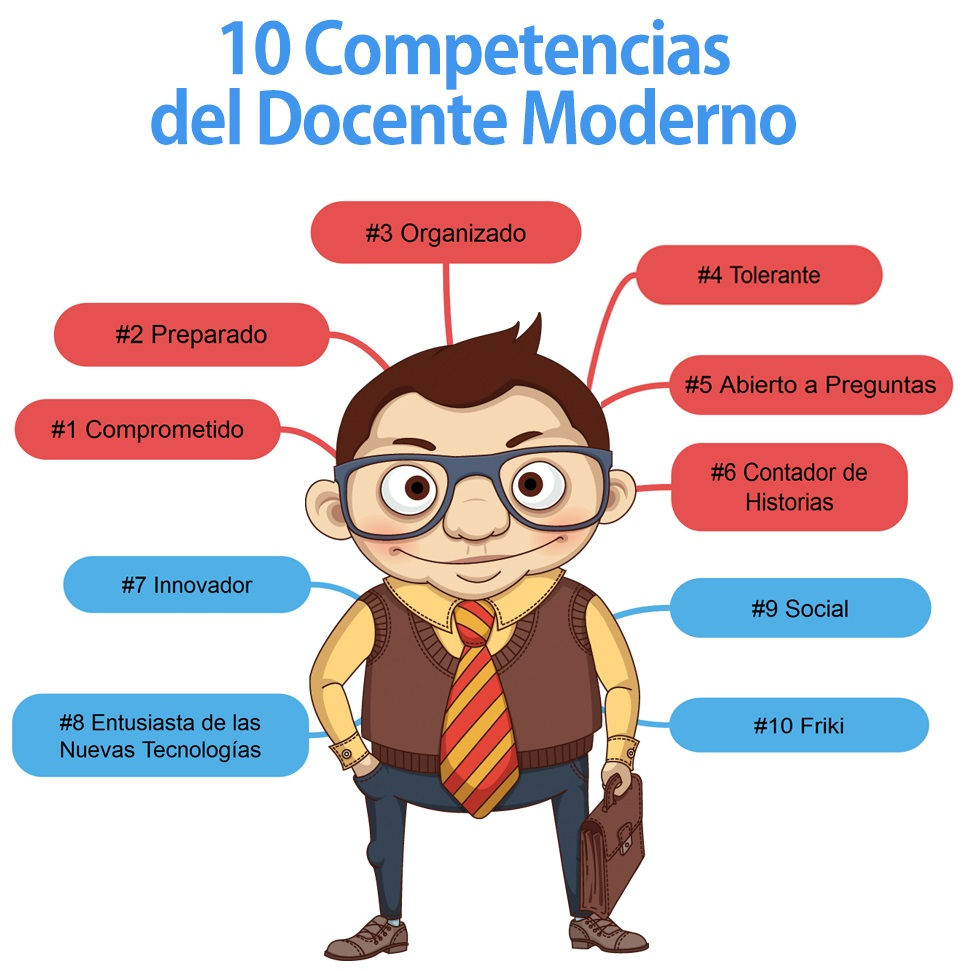 10 Competencias
del Docente Moderno
#3 Organizado
#4 Tolerante
#2 Preparado
#5 Abierto a Preguntas
#1 Comprometido
#6 Contador de
Historias
#7 Innovador
#9 Social
#8 Entusiasta de las
Nuevas Tecnologías
#10 Friki